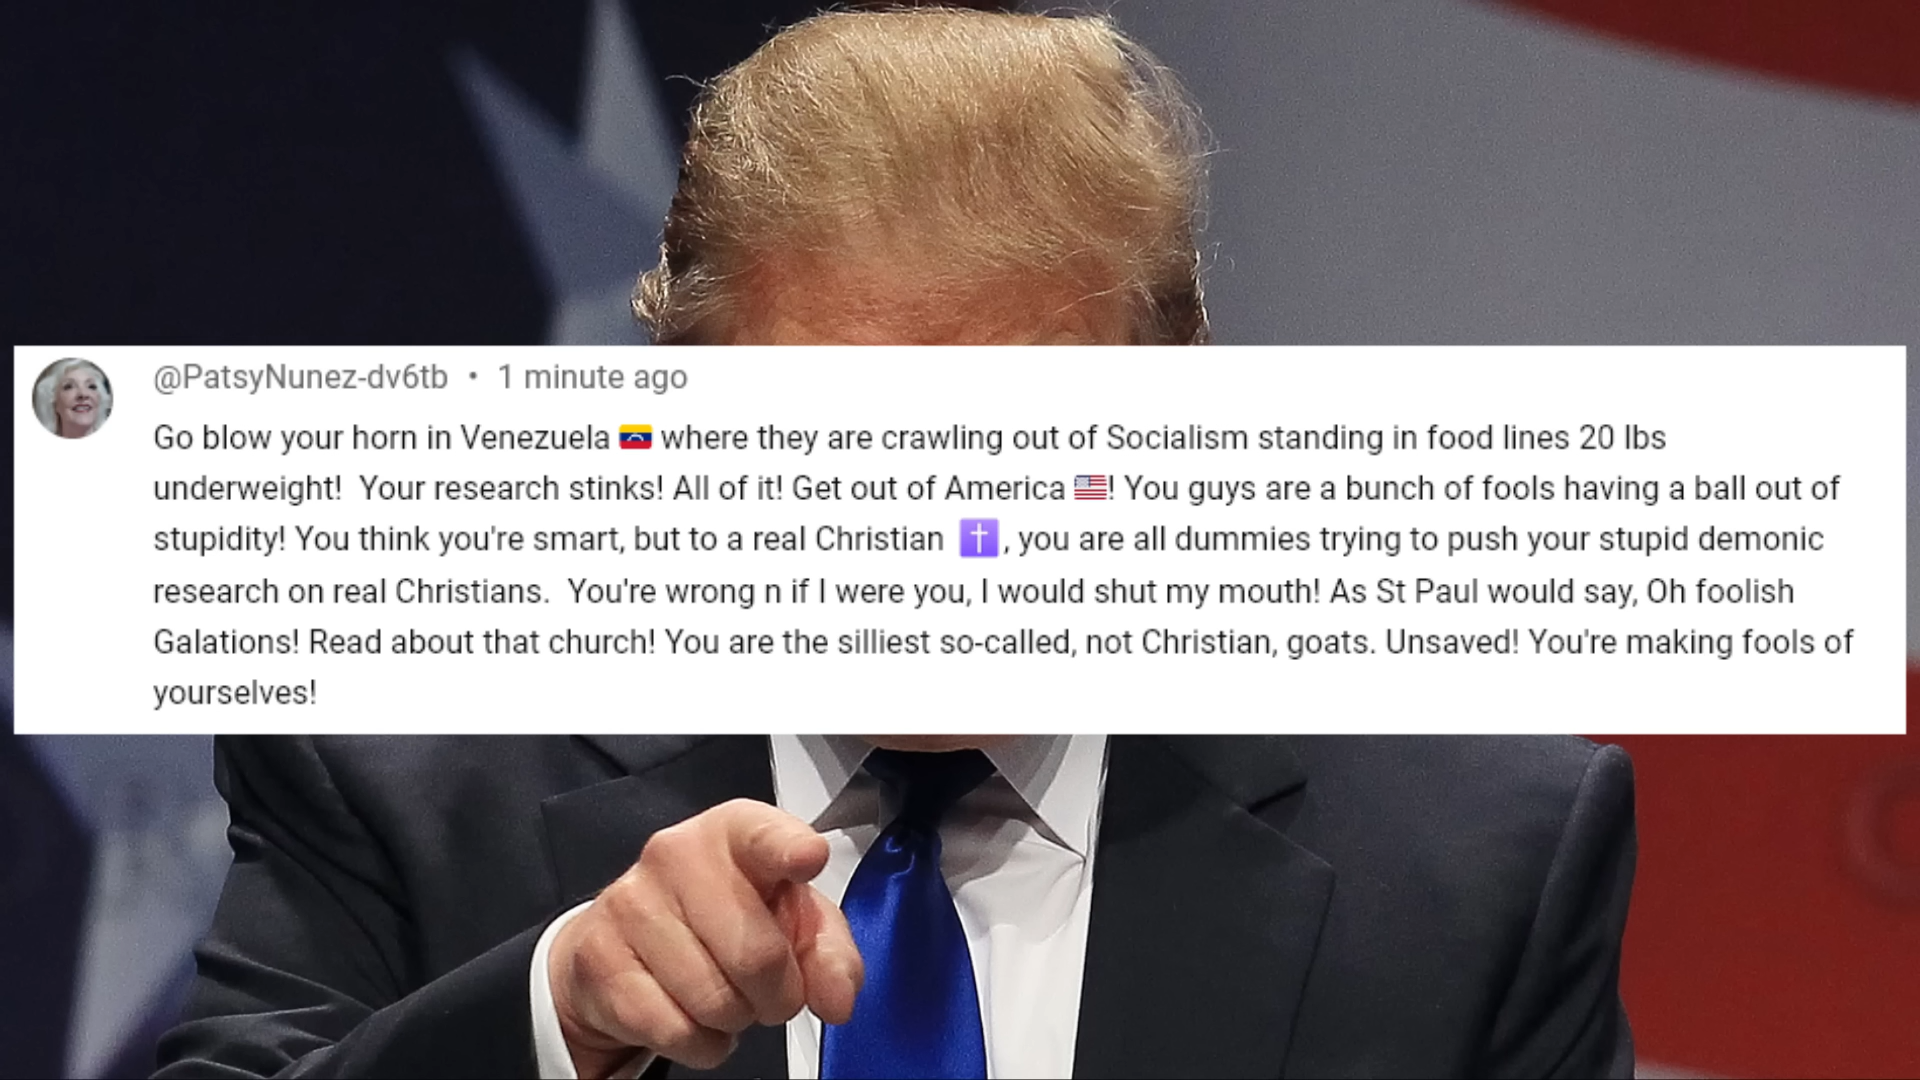 @PatsyNunez-dv6tb • 1 minute ago
Go blow your horn in Venezuela 🇻🇪 where they are crawling out of Socialism standing in food lines 20 lbs
underweight!  Your research stinks! All of it! Get out of America 🇺🇸! You guys are a bunch of fools having a ball out of
stupidity! You think you're smart, but to a real Christian ✝️, you are all dummies trying to push your stupid demonic
research on real Christians.  You're wrong n if I were you, I would shut my mouth! As St Paul would say, Oh foolish
Galations! Read about that church! You are the silliest so-called, not Christian, goats. Unsaved! You're making fools of
yourselves!